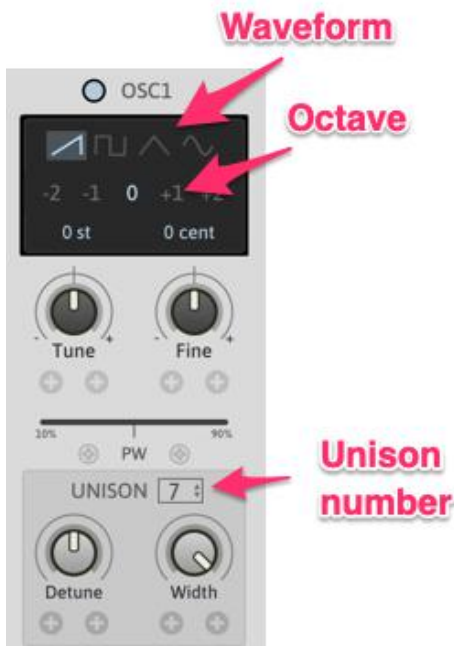 Waveform
OSC1
Octave
-2 -1 0 +1 +2
0 st 0 cent
- + - +
Tune Fine
10% 90%
PW
UNISON 7
Unison
number
Detune Width